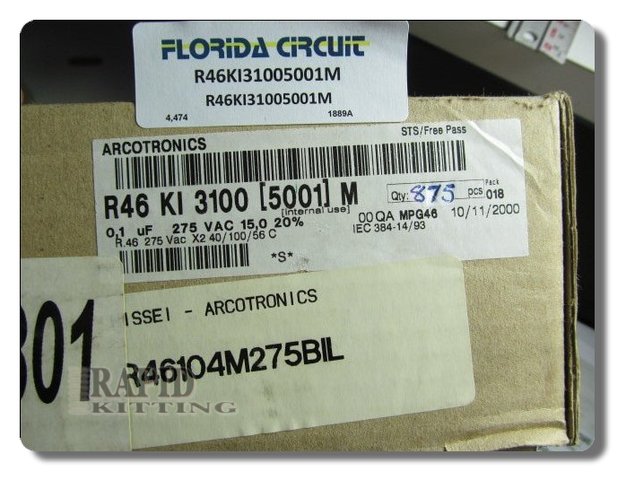 FLORIDA CIRCUIT
R46KI31005001M
R46KI31005001M
4,474 1889A
ARCOTRONICS STS/Free Pass
R46 KI 3100 [5001] M
[internal use]
Qty: 875 pcs Pack 018
0,1 uF 275 VAC 15,0 20% 00QA MPG46 10/11/2000
R.46 275 Vac X2 40/100/56 C IEC 384-14/93
*S*
ISSEI - ARCOTRONICS
R46104M275BIL
301
RAPID
KITTING